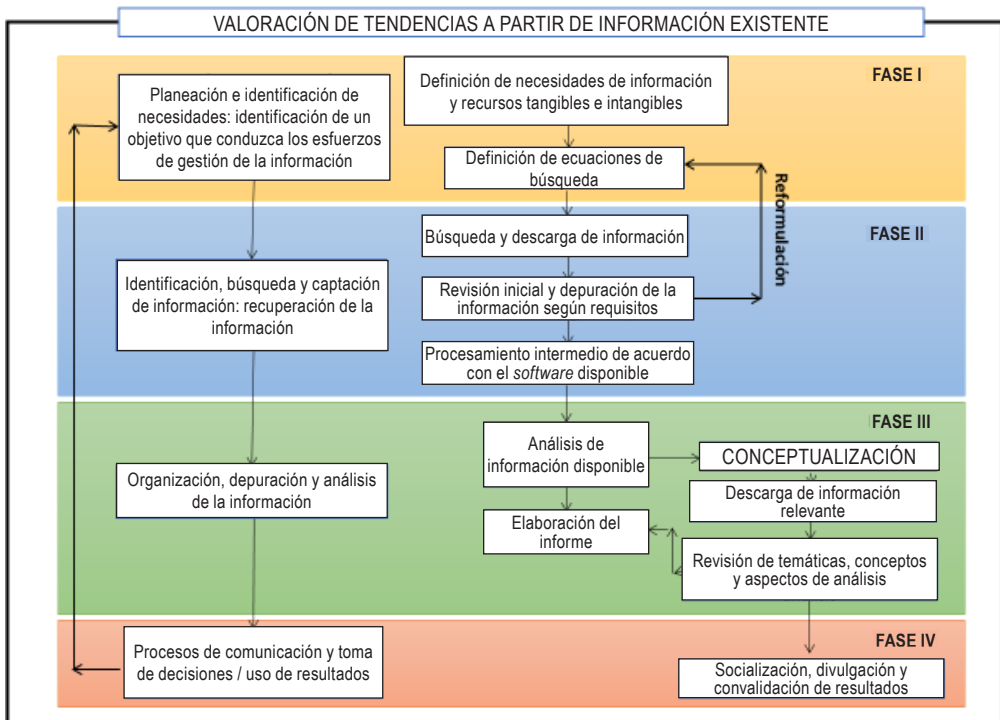 VALORACIÓN DE TENDENCIAS A PARTIR DE INFORMACIÓN EXISTENTE
FASE I
Planeación e identificación de
necesidades: identificación de un
objetivo que conduzca los esfuerzos
de gestión de la información
Definición de necesidades de información
y recursos tangibles e intangibles
Definición de ecuaciones de
búsqueda
Reformulación
FASE II
Identificación, búsqueda y captación
de información: recuperación de la
información
Búsqueda y descarga de información
Revisión inicial y depuración de la
información según requisitos
Procesamiento intermedio de acuerdo
con el software disponible
FASE III
Organización, depuración y análisis
de la información
Análisis de
información disponible
CONCEPTUALIZACIÓN
Descarga de información
relevante
Elaboración del
informe
Revisión de temáticas, conceptos
y aspectos de análisis
FASE IV
Procesos de comunicación y toma
de decisiones / uso de resultados
Socialización, divulgación y
convalidación de resultados